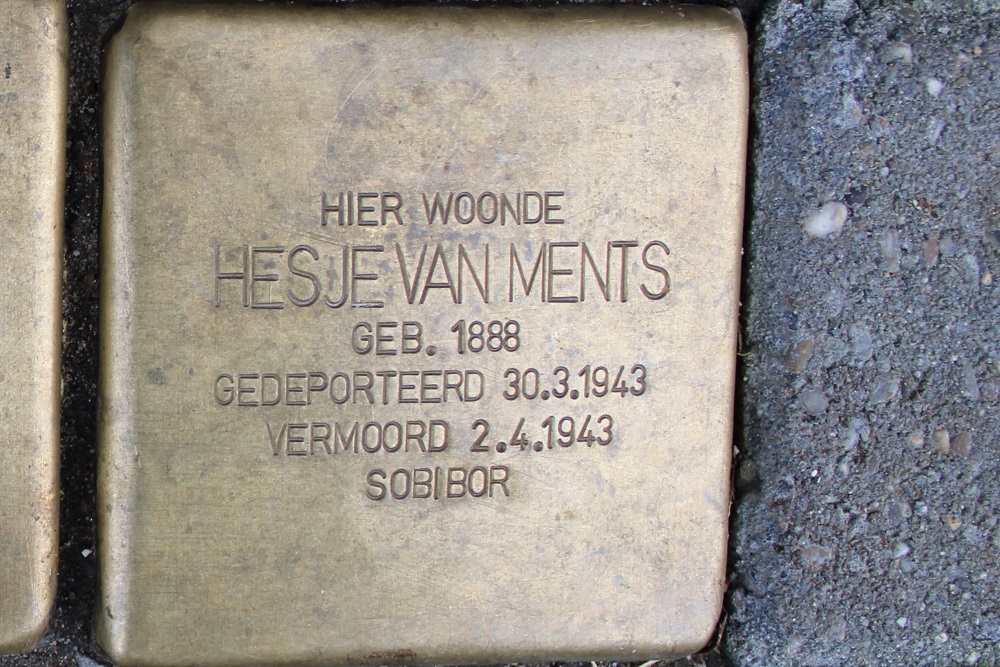 HIER WOONDE
HESJE VAN MENTS
GEB. 1888
GEDEPORTEERD 30.3.1943
VERMOORD 2.4.1943
SOBIBOR